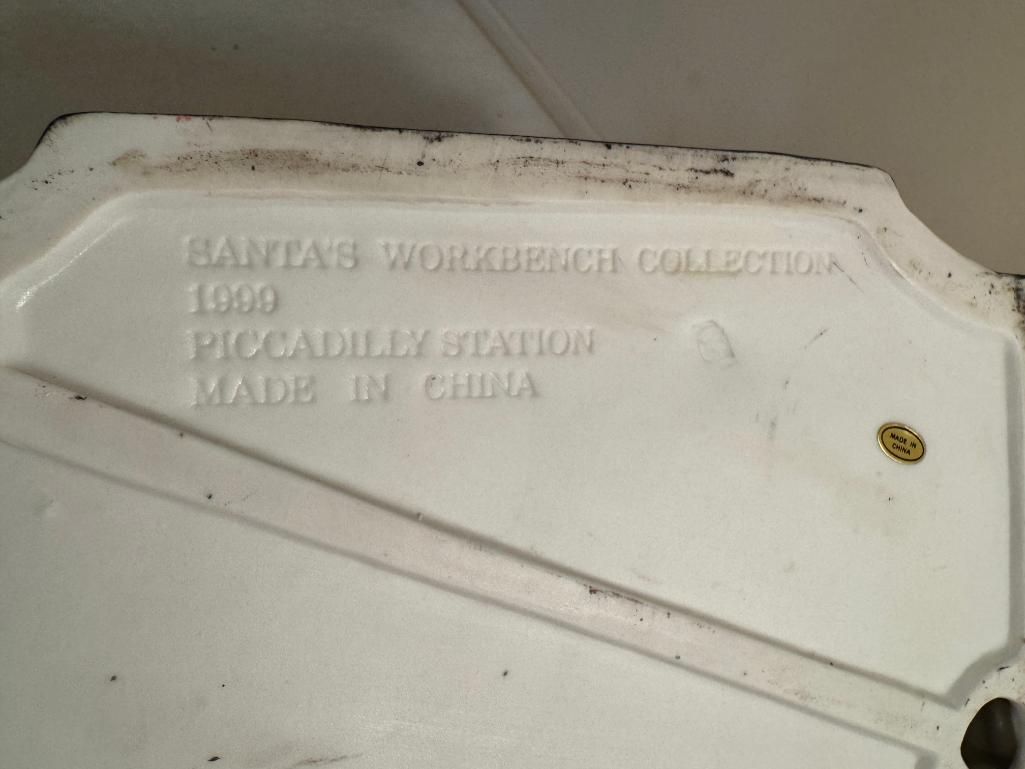 SANTA'S WORKBENCH COLLECTION
1999
PICCADILLY STATION
MADE IN CHINA
MADE IN
CHINA